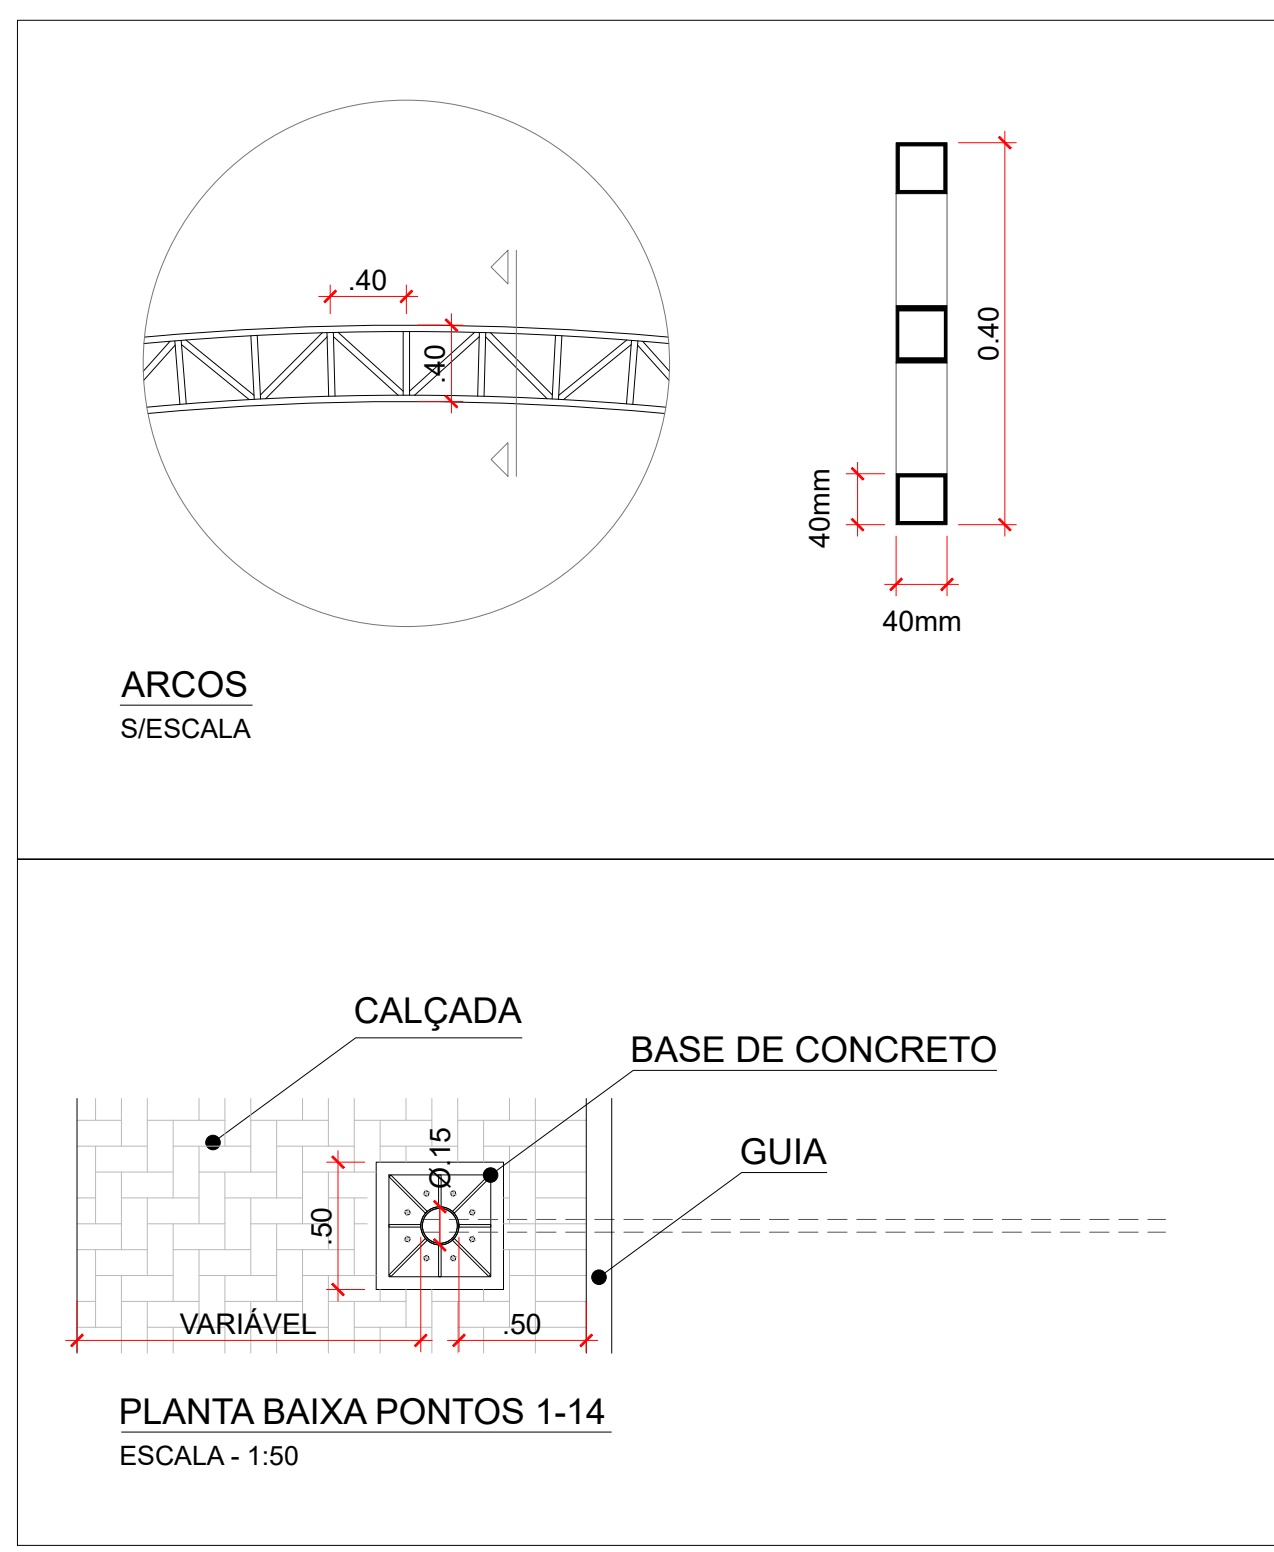 .40
.40
0.40
40mm
40mm
ARCOS
S/ESCALA
CALÇADA
BASE DE CONCRETO
Ø.15
GUIA
.50
VARIÁVEL
.50
PLANTA BAIXA PONTOS 1-14
ESCALA - 1:50